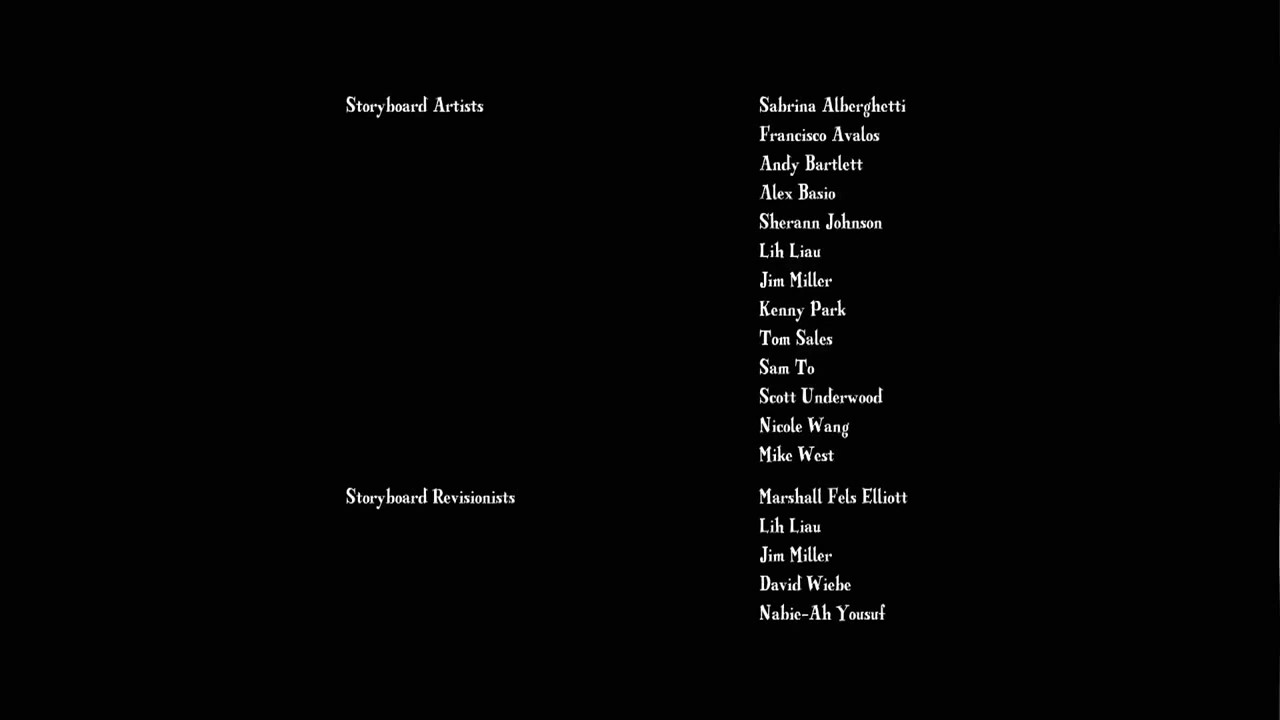 Storyboard Artists
Sabrina Alberghetti
Francisco Avalos
Andy Bartlett
Alex Basio
Sherann Johnson
Lih Liau
Jim Miller
Kenny Park
Tom Sales
Sam To
Scott Underwood
Nicole Wang
Mike West
Storyboard Revisionists
Marshall Fels Elliott
Lih Liau
Jim Miller
David Wiebe
Nabie-Ah Yousuf